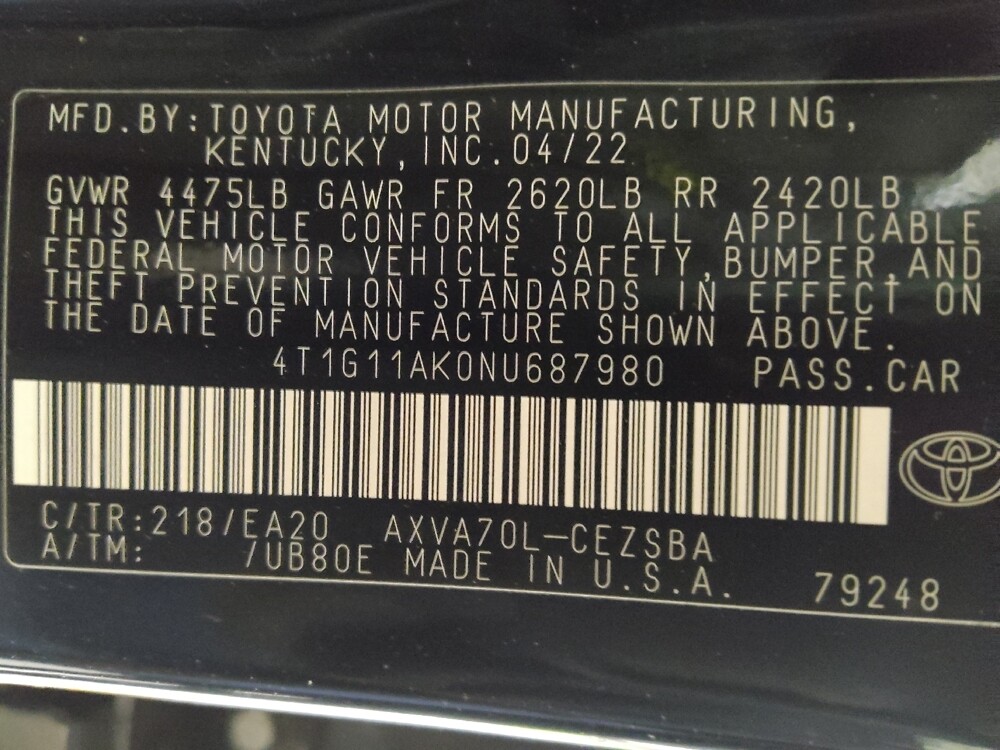 MFD.BY:TOYOTA MOTOR MANUFACTURING,
KENTUCKY, INC.04/22
GVWR 4475LB GAWR FR 2620LB RR 2420LB
THIS VEHICLE CONFORMS TO ALL APPLICABLE
FEDERAL MOTOR VEHICLE SAFETY,BUMPER,AND
THEFT PREVENTION STANDARDS IN EFFECT ON
THE DATE OF MANUFACTURE SHOWN ABOVE.
4T1G11AK0NU687980 PASS.CAR
C/TR:218/EA20 AXVA70L-CEZSBA
A/TM: /UB80E MADE IN U.S.A. 79248